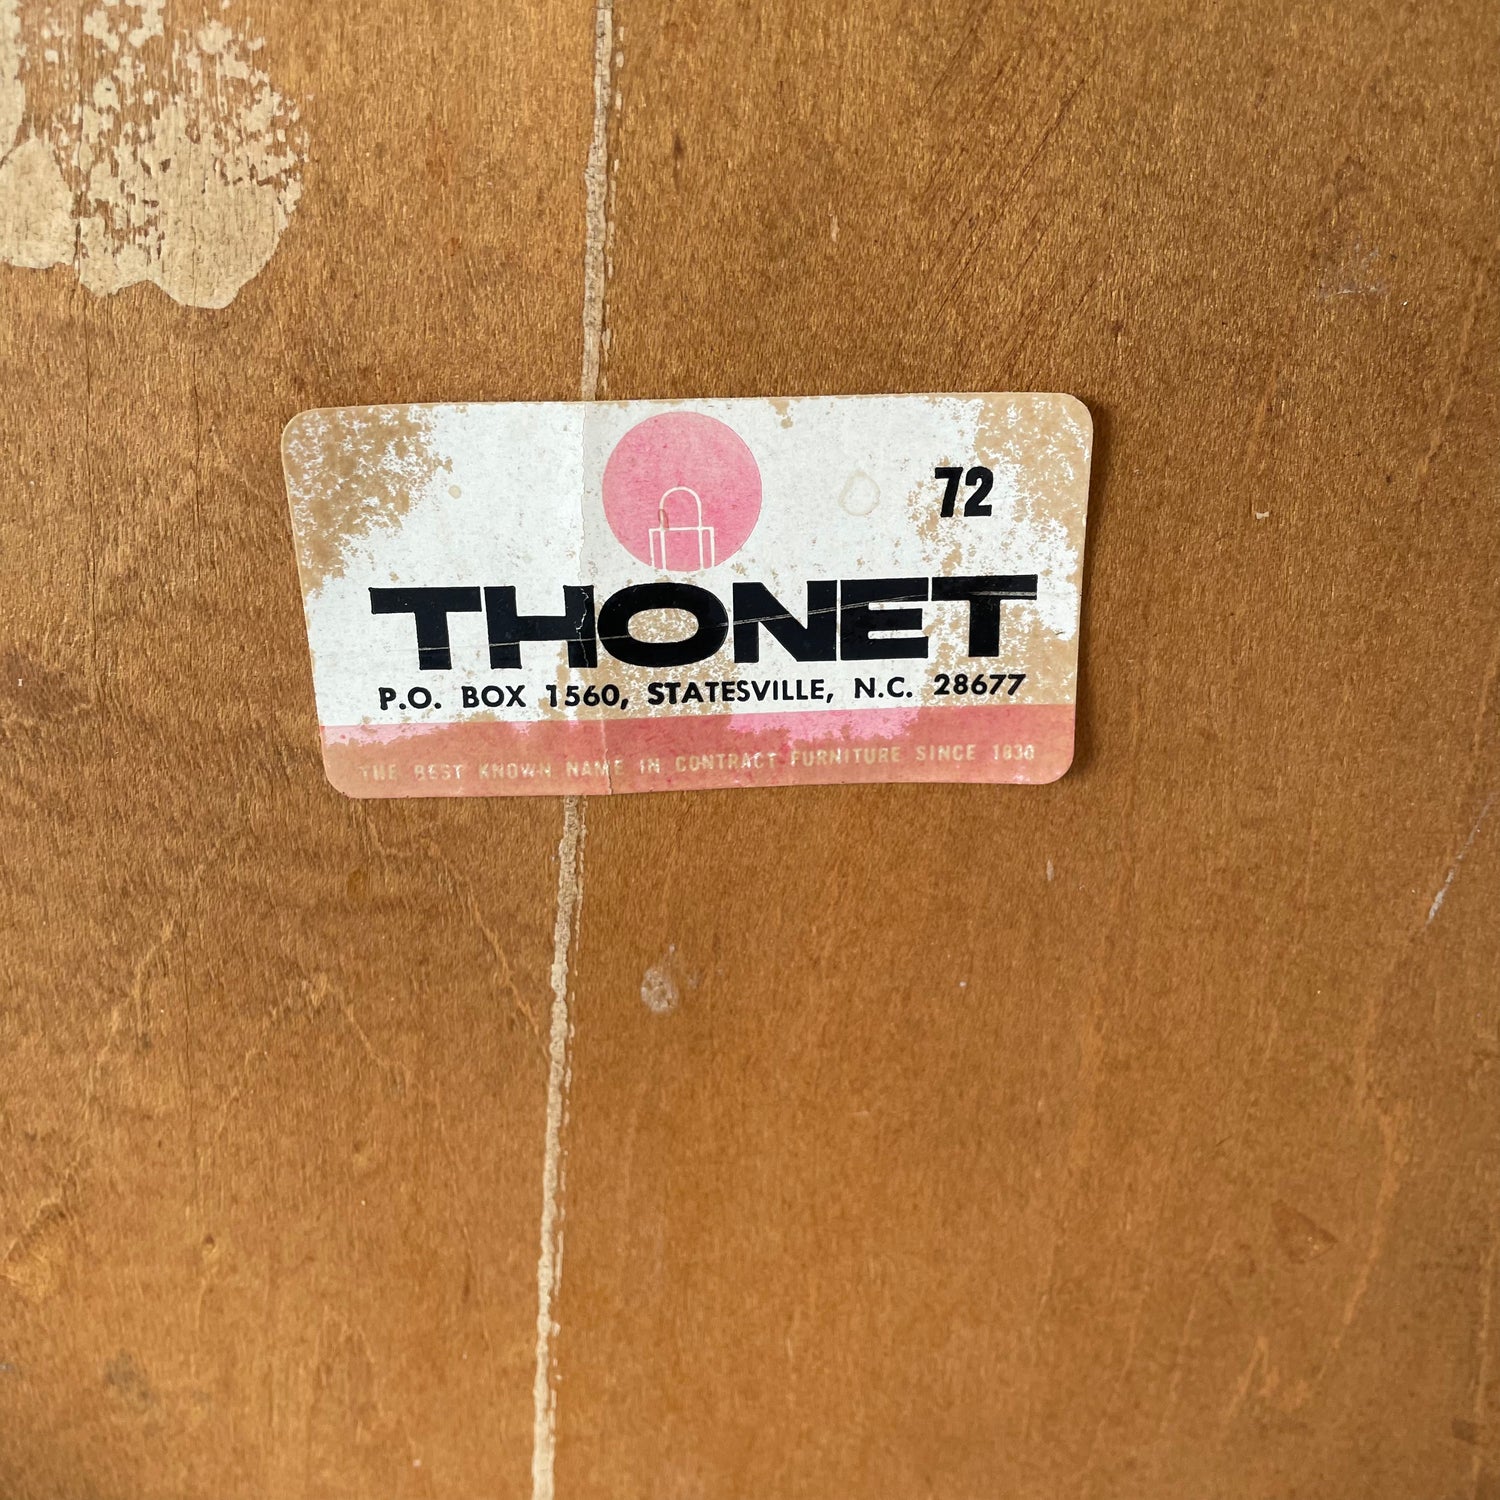 72
THONET
P.O. BOX 1560, STATESVILLE, N.C. 28677
THE BEST KNOWN NAME IN CONTRACT FURNITURE SINCE 1830